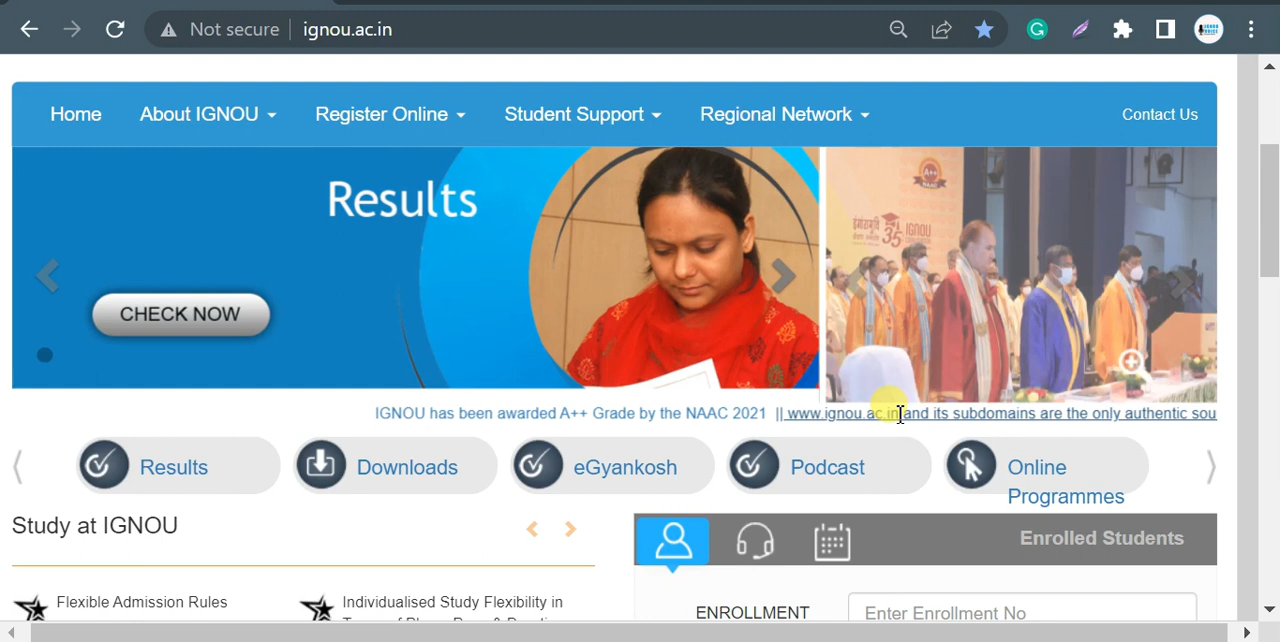 Not secure ignou.ac.in
Home About IGNOU Register Online Student Support Regional Network Contact Us
Results
CHECK NOW
A++
NAAC
35 IGNOU
IGNOU has been awarded A++ Grade by the NAAC 2021 || www.ignou.ac.in and its subdomains are the only authentic sou
Results Downloads eGyankosh Podcast Online
Programmes
Study at IGNOU
Enrolled Students
Flexible Admission Rules
Individualised Study Flexibility in
ENROLLMENT Enter Enrollment No